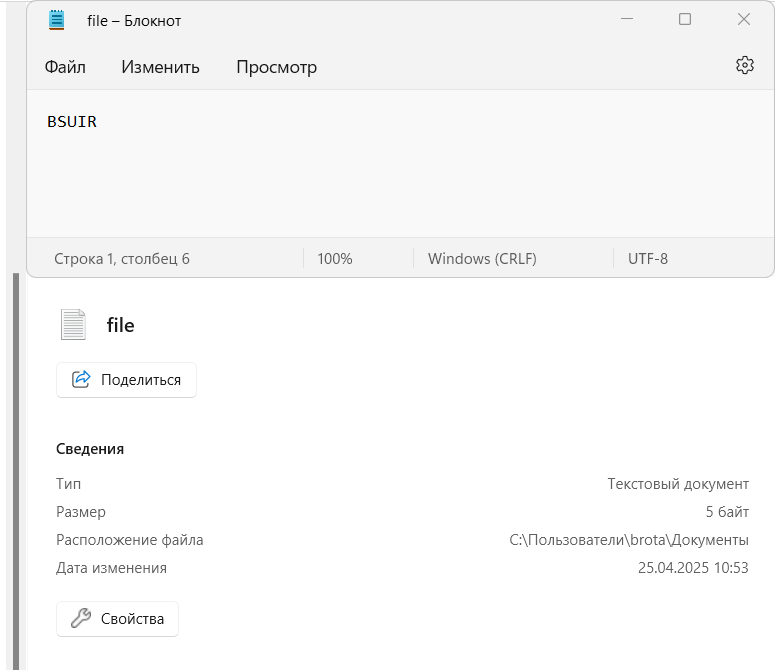 file – Блокнот
Файл Изменить Просмотр
BSUIR
Строка 1, столбец 6 100% Windows (CRLF) UTF-8
file
Поделиться
Сведения
Тип Текстовый документ
Размер 5 байт
Расположение файла C:\Пользователи\brota\Документы
Дата изменения 25.04.2025 10:53
Свойства